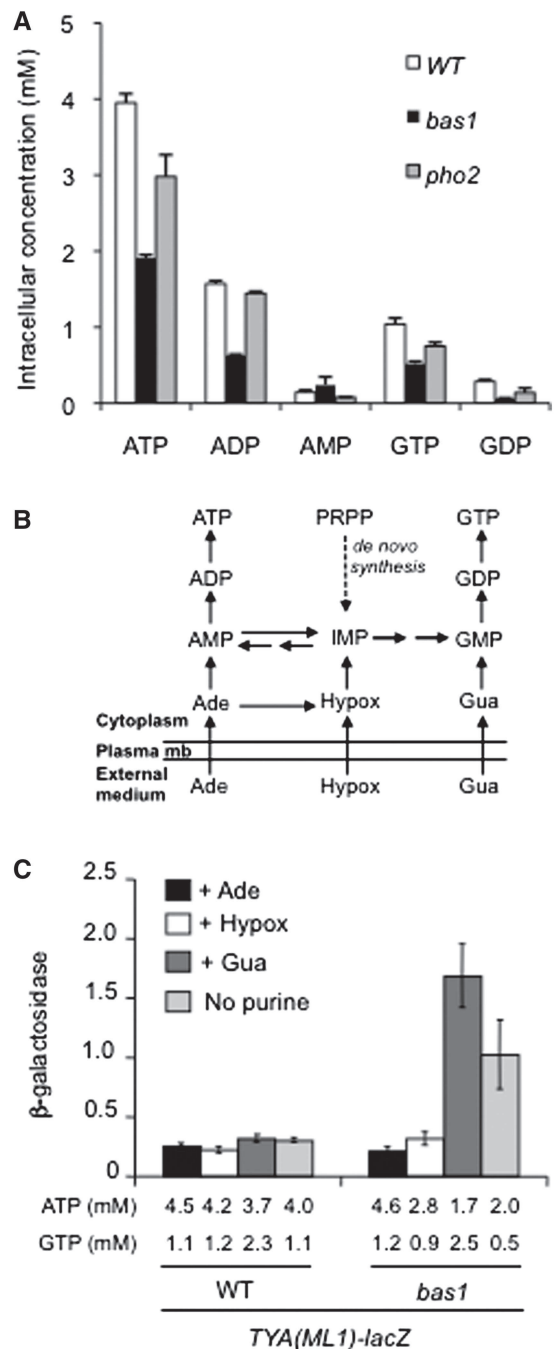 A
Intracellular concentration (mM)
5
4
3
2
1
0
WT
bas1
pho2
ATP ADP AMP GTP GDP
B
ATP PRPP GTP
de novo
synthesis
ADP GDP
AMP IMP GMP
Ade Hypox Gua
Cytoplasm
Plasma mb
External
medium
Ade Hypox Gua
C
β-galactosidase
2.5
2.0
1.5
1.0
0.5
0
+ Ade
+ Hypox
+ Gua
No purine
ATP (mM) 4.5 4.2 3.7 4.0 4.6 2.8 1.7 2.0
GTP (mM) 1.1 1.2 2.3 1.1 1.2 0.9 2.5 0.5
WT bas1
TYA(ML1)-lacZ